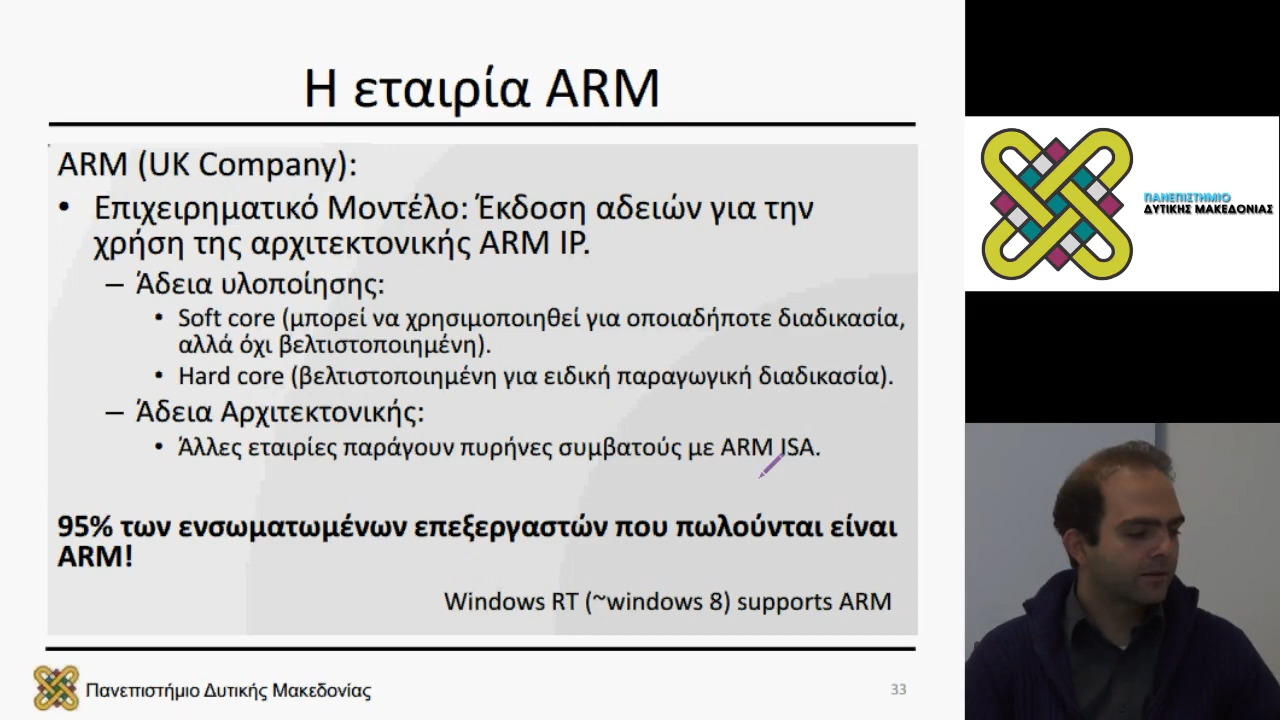 Η εταιρία ARM
ARM (UK Company):
• Επιχειρηματικό Μοντέλο: Έκδοση αδειών για την
χρήση της αρχιτεκτονικής ARM IP.
– Άδεια υλοποίησης:
• Soft core (μπορεί να χρησιμοποιηθεί για οποιαδήποτε διαδικασία,
αλλά όχι βελτιστοποιημένη).
• Hard core (βελτιστοποιημένη για ειδική παραγωγική διαδικασία).
– Άδεια Αρχιτεκτονικής:
• Άλλες εταιρίες παράγουν πυρήνες συμβατούς με ARM ISA.
95% των ενσωματωμένων επεξεργαστών που πωλούνται είναι
ARM!
Windows RT (~windows 8) supports ARM
Πανεπιστήμιο Δυτικής Μακεδονίας
33
ΠΑΝΕΠΙΣΤΗΜΙΟ
ΔΥΤΙΚΗΣ ΜΑΚΕΔΟΝΙΑΣ